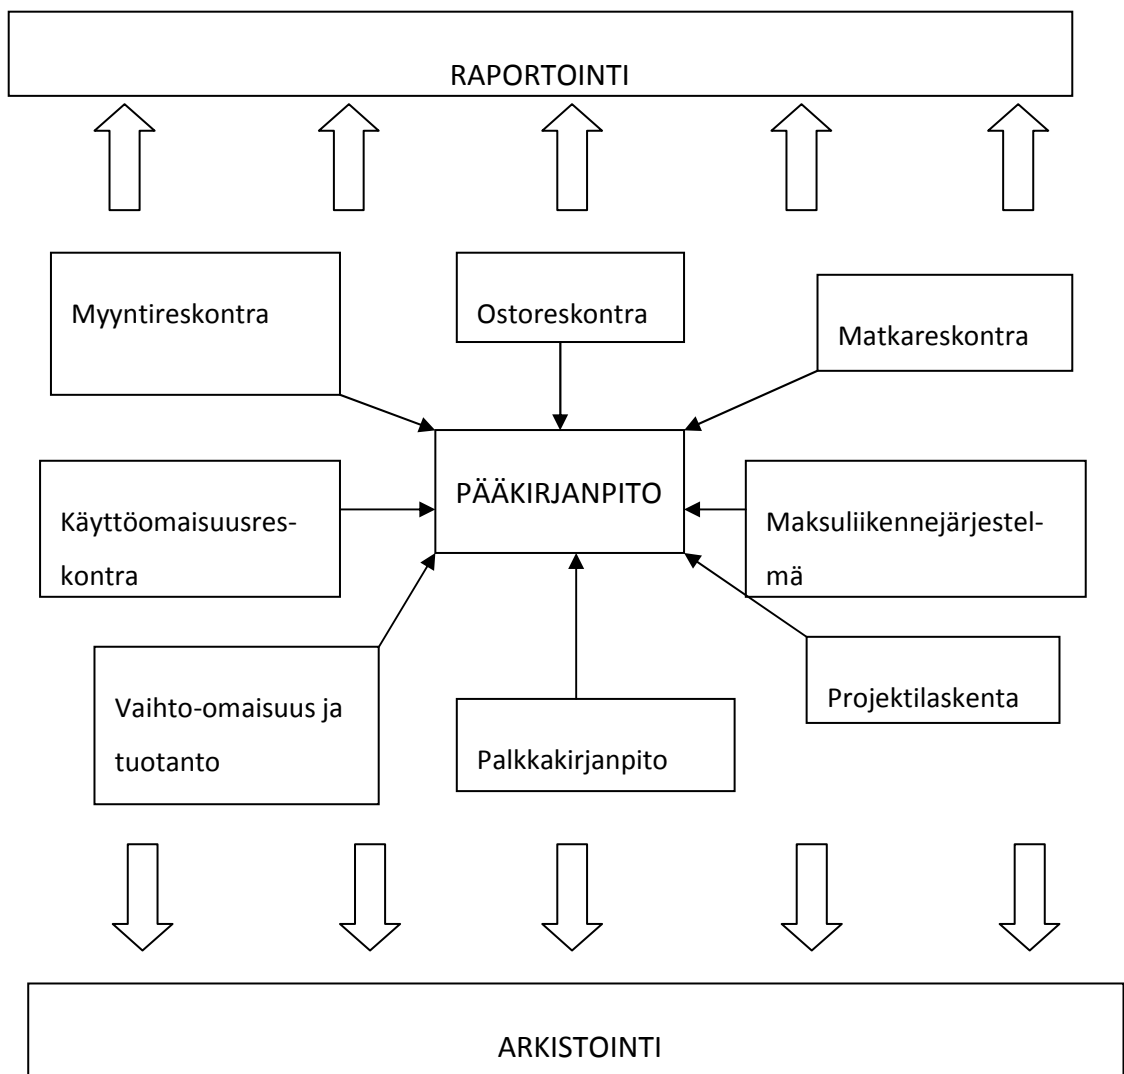 RAPORTOINTI
Myyntireskontra
Ostoreskontra
Matkareskontra
PÄÄKIRJANPITO
Käyttöomaisuusres-
kontra
Maksuliikennejärjestel-
mä
Vaihto-omaisuus ja
tuotanto
Palkkakirjanpito
Projektilaskenta
ARKISTOINTI